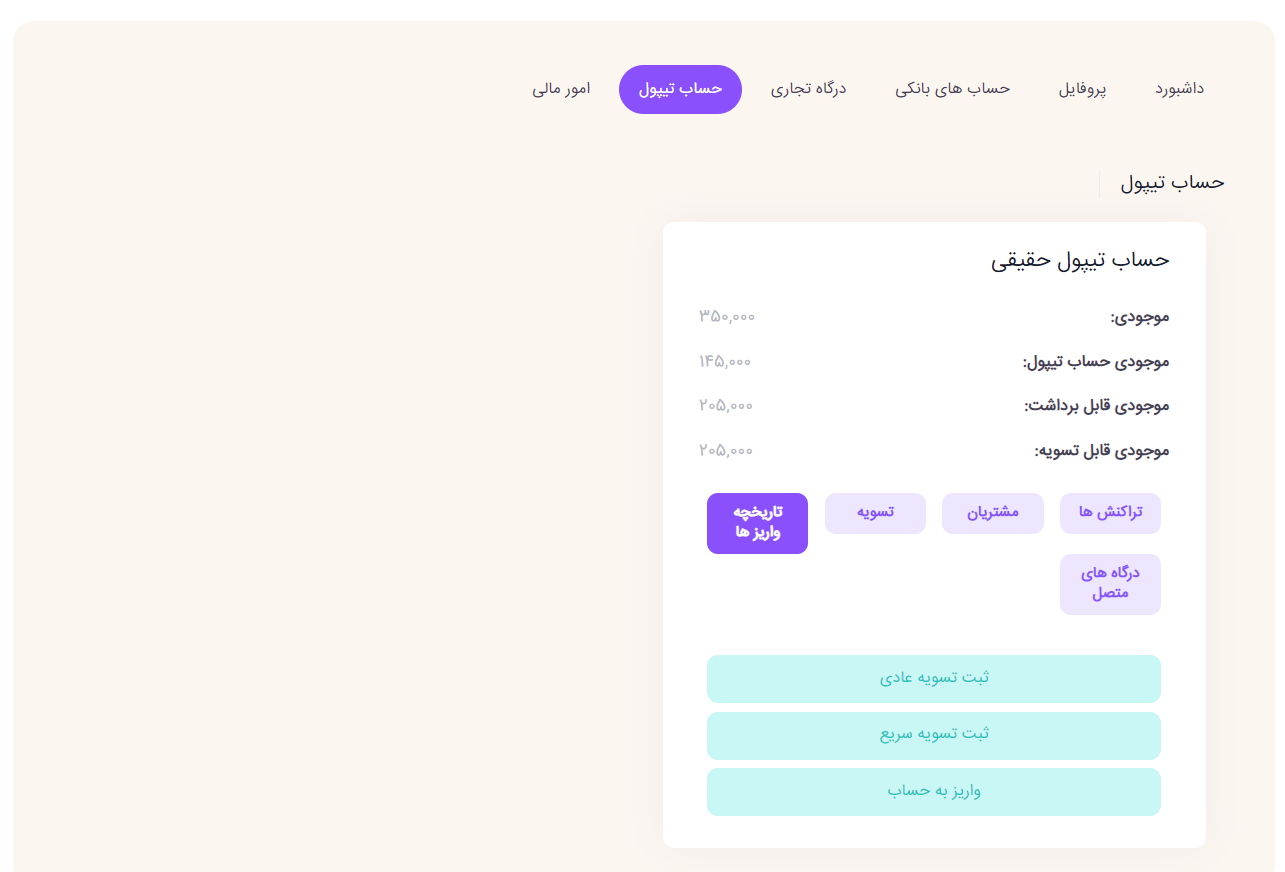 داشبورد
پروفایل
حساب های بانکی
درگاه تجاری
حساب تیپول
امور مالی
حساب تیپول
حساب تیپول حقیقی
موجودی: ۳۵۰,۰۰۰
موجودی حساب تیپول: ۱۴۵,۰۰۰
موجودی قابل برداشت: ۲۰۵,۰۰۰
موجودی قابل تسویه: ۲۰۵,۰۰۰
تراکنش ها
مشتریان
تسویه
تاریخچه
واریز ها
درگاه های
متصل
ثبت تسویه عادی
ثبت تسویه سریع
واریز به حساب